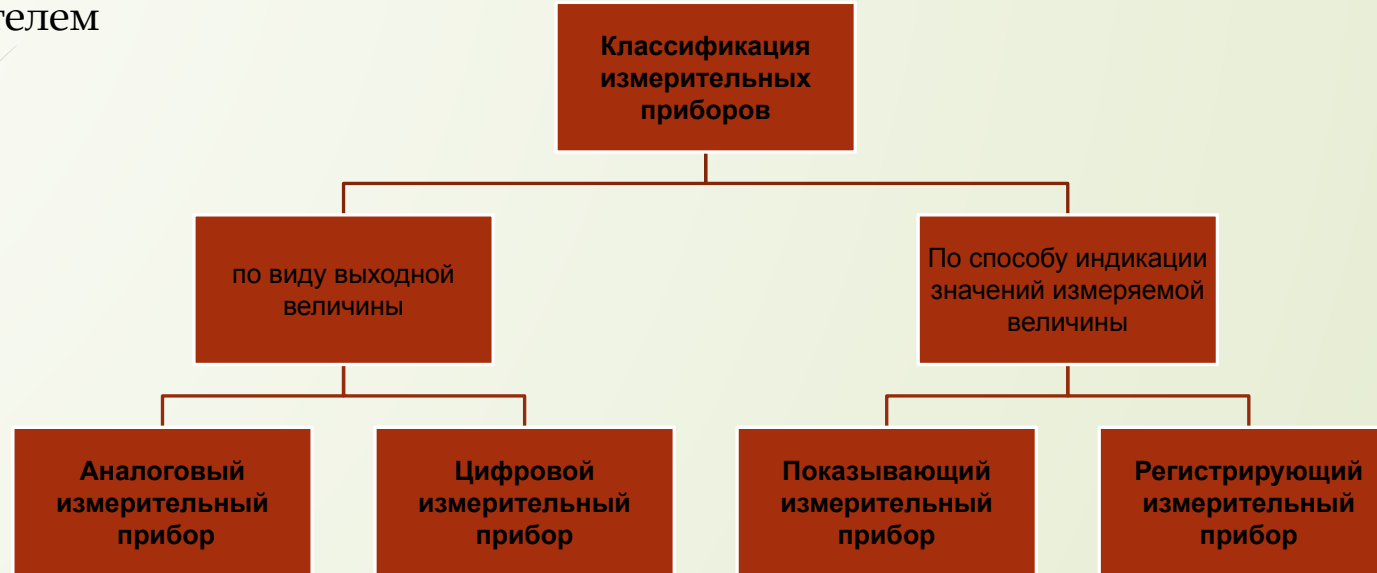 Классификация
измерительных
приборов
по виду выходной
величины
По способу индикации
значений измеряемой
величины
Аналоговый
измерительный
прибор
Цифровой
измерительный
прибор
Показывающий
измерительный
прибор
Регистрирующий
измерительный
прибор